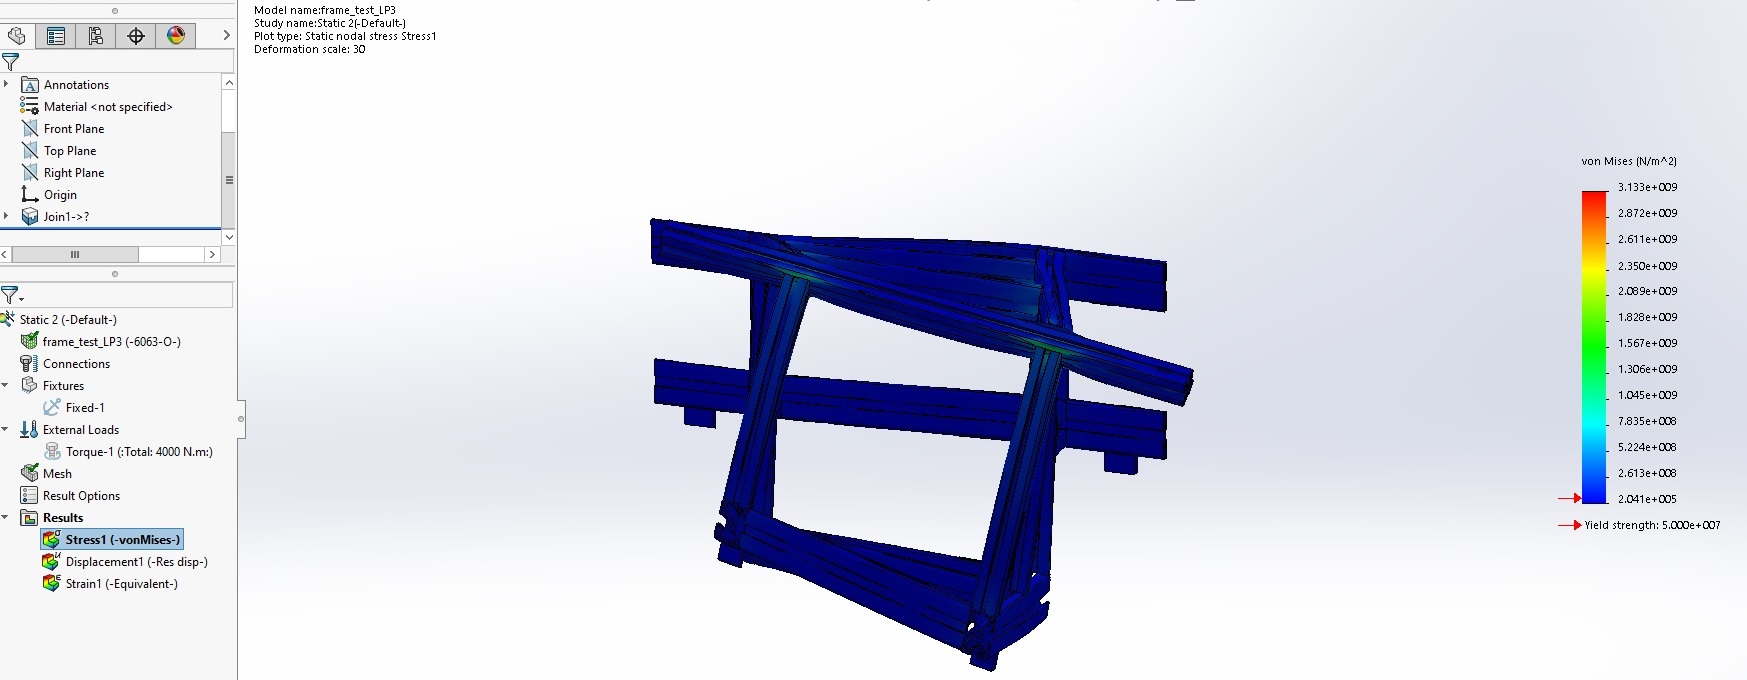 Model name:frame_test_LP3
Study name:Static 2(-Default-)
Plot type: Static nodal stress Stress1
Deformation scale: 30
Annotations
Material <not specified>
Front Plane
Top Plane
Right Plane
Origin
Join1->?
Static 2 (-Default-)
frame_test_LP3 (-6063-O-)
Connections
Fixtures
Fixed-1
External Loads
Torque-1 (:Total: 4000 N.m:)
Mesh
Result Options
Results
Stress1 (-vonMises-)
Displacement1 (-Res disp-)
Strain1 (-Equivalent-)
von Mises (N/m^2)
3.133e+009
2.872e+009
2.611e+009
2.350e+009
2.089e+009
1.828e+009
1.567e+009
1.306e+009
1.045e+009
7.835e+008
5.224e+008
2.613e+008
2.041e+005
Yield strength: 5.000e+007